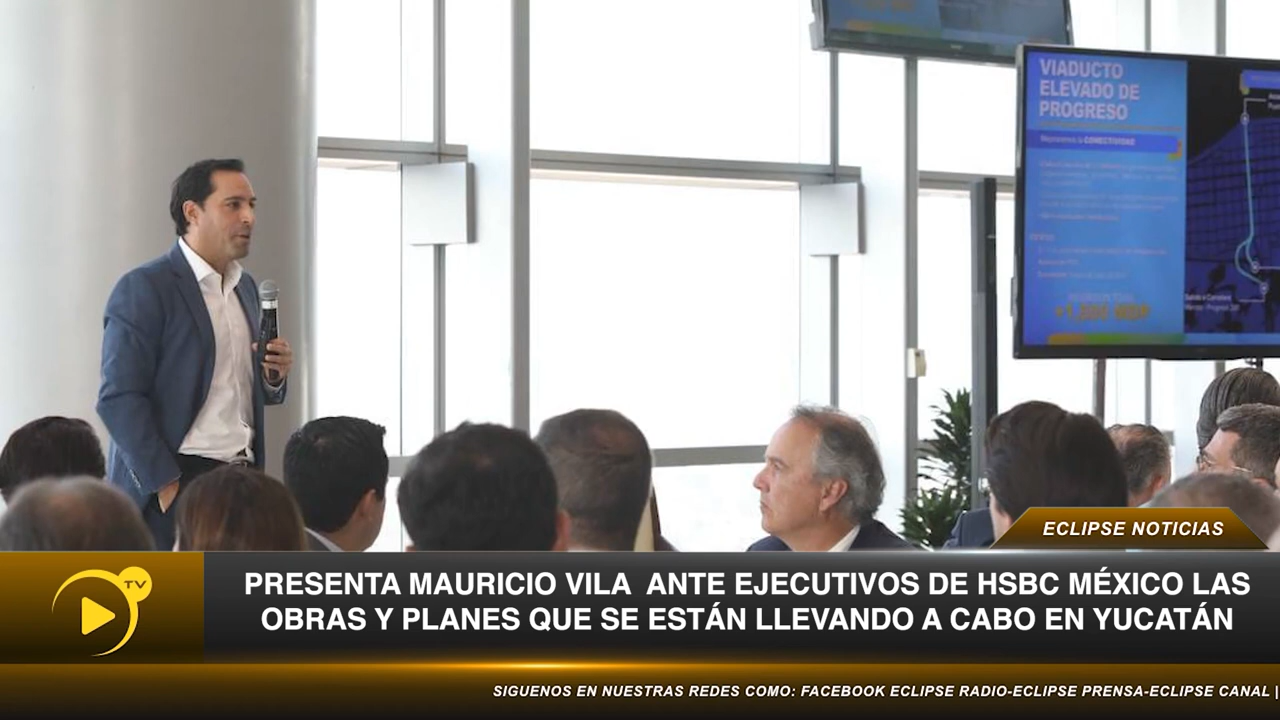 VIADUCTO
ELEVADO DE
PROGRESO
CONECTIVIDAD
ECLIPSE NOTICIAS
TV
PRESENTA MAURICIO VILA ANTE EJECUTIVOS DE HSBC MÉXICO LAS
OBRAS Y PLANES QUE SE ESTÁN LLEVANDO A CABO EN YUCATÁN
SIGUENOS EN NUESTRAS REDES COMO: FACEBOOK ECLIPSE RADIO-ECLIPSE PRENSA-ECLIPSE CANAL |